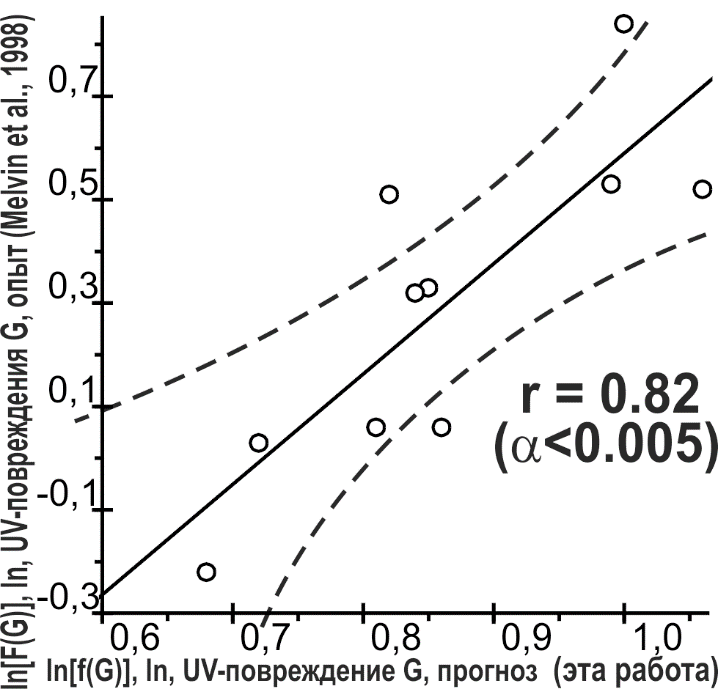 ln[F(G)], ln, UV-повреждения G, опыт (Melvin et al., 1998)
0,7
0,5
0,3
0,1
-0,1
-0,3
r = 0.82
(α<0.005)
0,6 0,7 0,8 0,9 1,0
ln[f(G)], ln, UV-повреждение G, прогноз (эта работа)